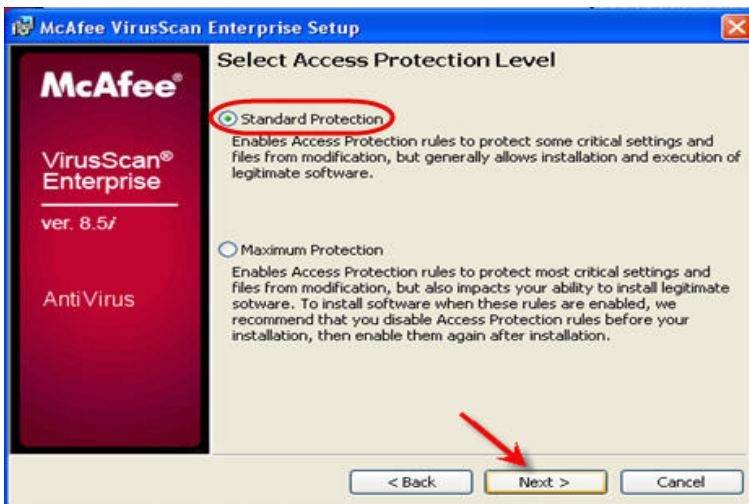 McAfee VirusScan Enterprise Setup
McAfee®
VirusScan®
Enterprise
ver. 8.5i
AntiVirus
Select Access Protection Level
Standard Protection
Enables Access Protection rules to protect some critical settings and
files from modification, but generally allows installation and execution of
legitimate software.
Maximum Protection
Enables Access Protection rules to protect most critical settings and
files from modification, but also impacts your ability to install legitimate
sotware. To install software when these rules are enabled, we
recommend that you disable Access Protection rules before your
installation, then enable them again after installation.
< Back
Next >
Cancel